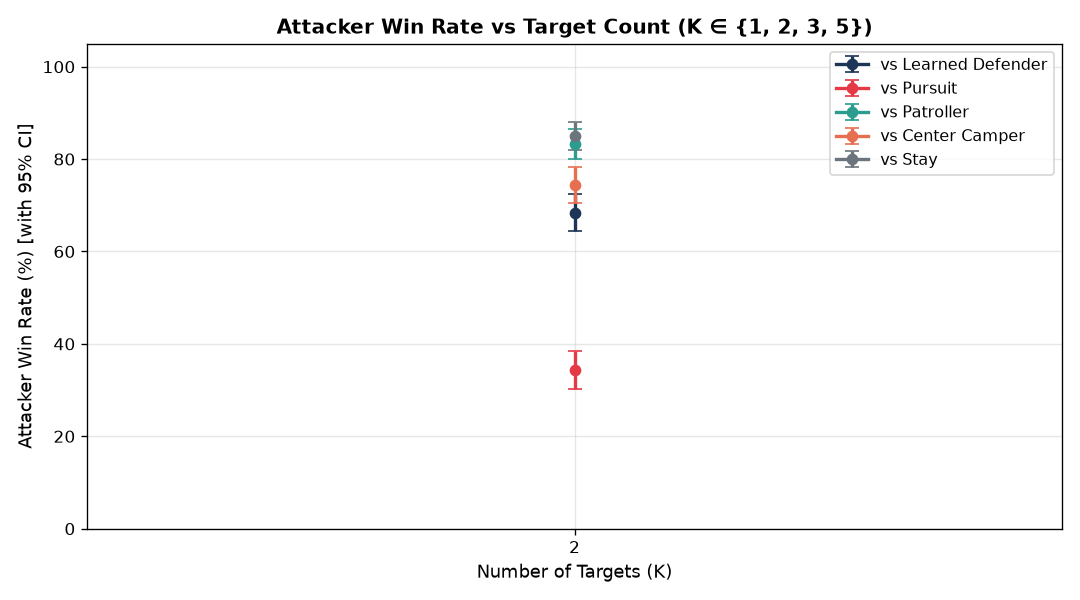 Attacker Win Rate vs Target Count (K ∈ {1, 2, 3, 5})
Attacker Win Rate (%) [with 95% CI]
100
80
60
40
20
0
vs Learned Defender
vs Pursuit
vs Patroller
vs Center Camper
vs Stay
2
Number of Targets (K)